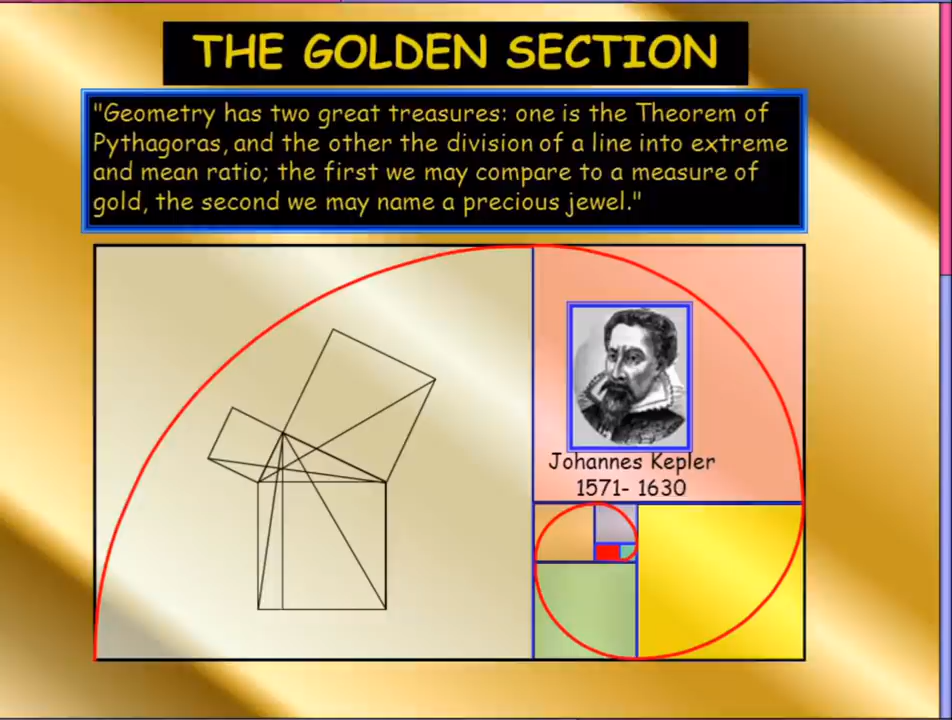 THE GOLDEN SECTION
"Geometry has two great treasures: one is the Theorem of
Pythagoras, and the other the division of a line into extreme
and mean ratio; the first we may compare to a measure of
gold, the second we may name a precious jewel."
Johannes Kepler
1571- 1630